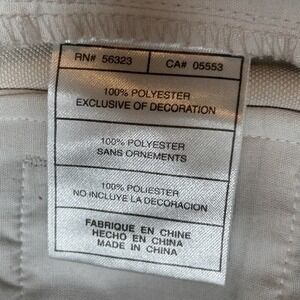 RN# 56323 CA# 05553
100% POLYESTER
EXCLUSIVE OF DECORATION
100% POLYESTER
SANS ORNEMENTS
100% POLIESTER
NO INCLUYE LA DECORACION
FABRIQUE EN CHINE
HECHO EN CHINA
MADE IN CHINA